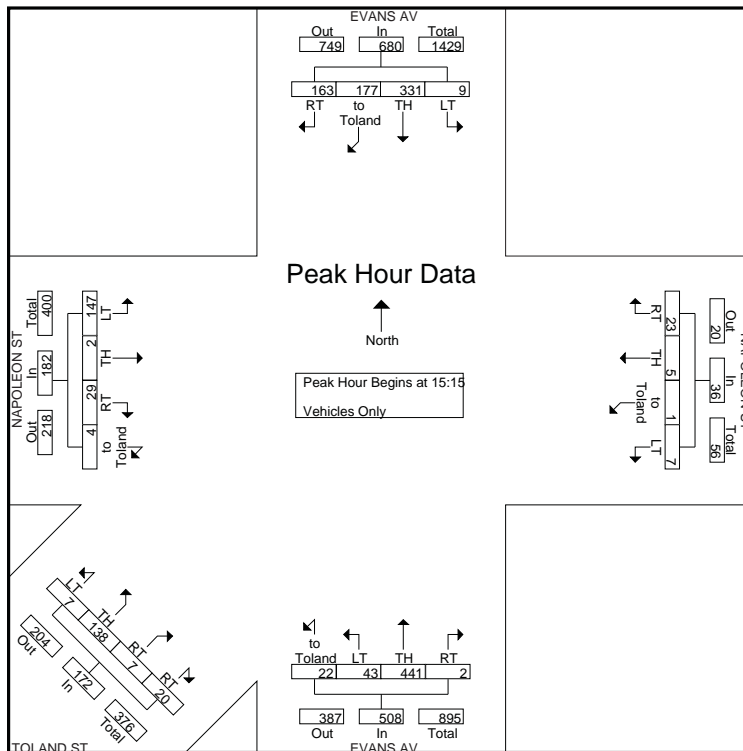 EVANS AV
Out In Total
749 680 1429
163 177 331 9
RT to Toland TH LT
Peak Hour Data
North
Peak Hour Begins at 15:15
Vehicles Only
NAPOLEON ST
Total In Out
400 182 218
147 2 29 4
LT TH RT to Toland
Out In Total
20 36 56
23 5 1 7
RT TH to Toland LT
LT TH RT RT
7 138 7 20
204 172 376
Out In Total
TOLAND ST
to Toland LT TH RT
22 43 441 2
387 508 895
Out In Total
EVANS AV